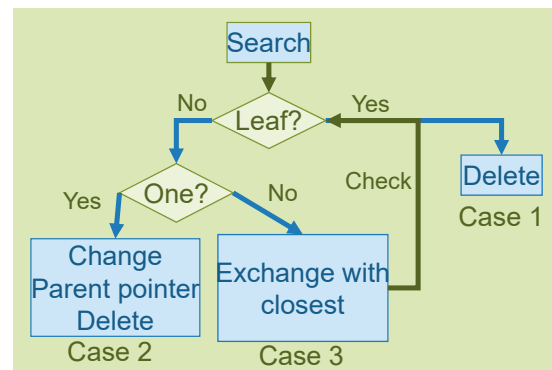 Search
No
Leaf?
Yes
Yes
One?
No
Check
Delete
Case 1
Change
Parent pointer
Delete
Case 2
Exchange with
closest
Case 3